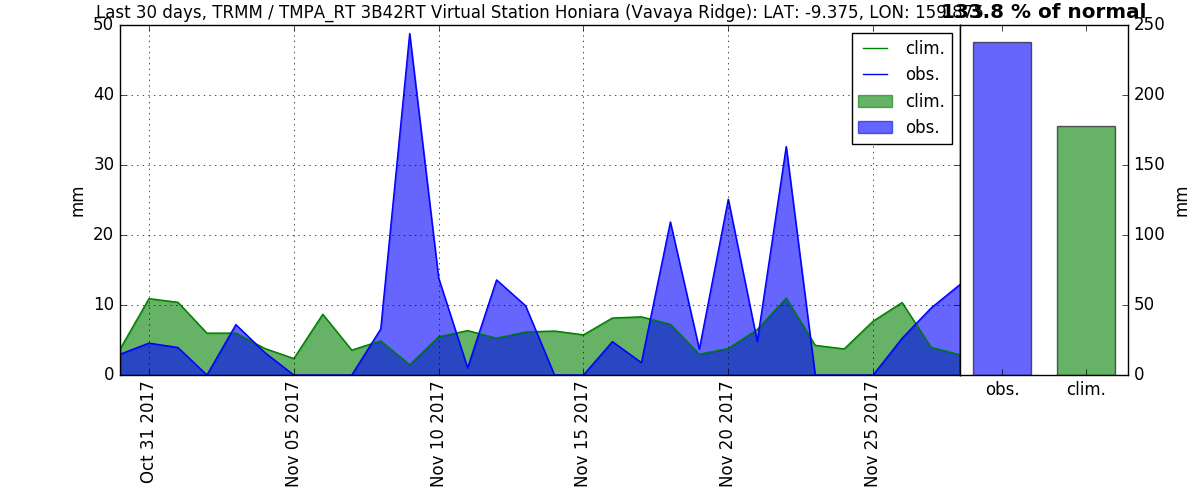 Last 30 days, TRMM / TMPA_RT 3B42RT Virtual Station Honiara (Vavaya Ridge): LAT: -9.375, LON:
133.8 % of normal
clim.
obs.
clim.
obs.
50
40
30
20
10
0
mm
Oct 31 2017
Nov 05 2017
Nov 10 2017
Nov 15 2017
Nov 20 2017
Nov 25 2017
250
200
150
100
50
0
mm
obs.
clim.